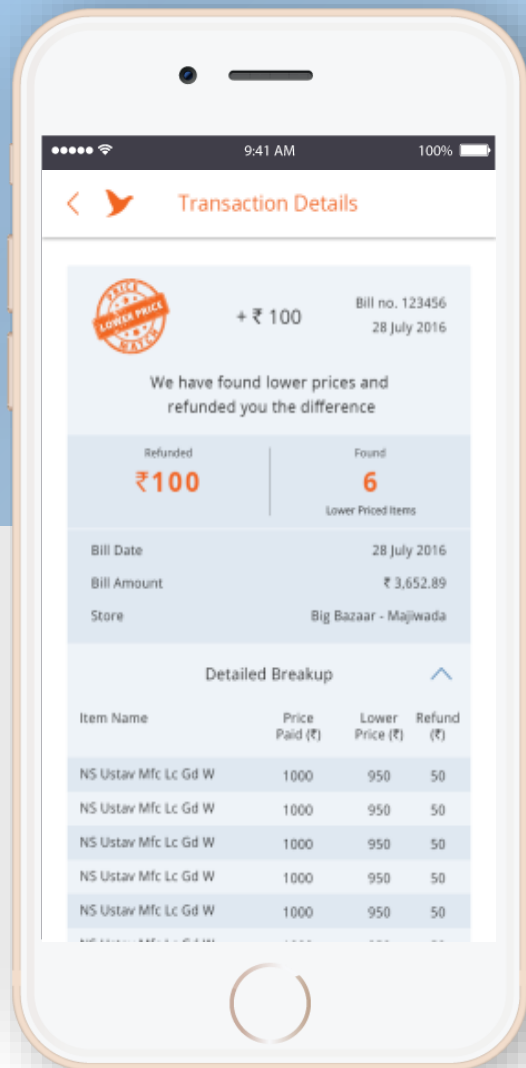 9:41 AM 100%
Transaction Details
PRICE
LOWER PRICE
MATCH
+ ₹ 100
Bill no. 123456
28 July 2016
We have found lower prices and
refunded you the difference
Refunded
₹100
Found
6
Lower Priced Items
Bill Date 28 July 2016
Bill Amount ₹ 3,652.89
Store Big Bazaar - Majiwada
Detailed Breakup
Item Name Price Paid (₹) Lower Price (₹) Refund (₹)
NS Ustav Mfc Lc Gd W 1000 950 50
NS Ustav Mfc Lc Gd W 1000 950 50
NS Ustav Mfc Lc Gd W 1000 950 50
NS Ustav Mfc Lc Gd W 1000 950 50
NS Ustav Mfc Lc Gd W 1000 950 50